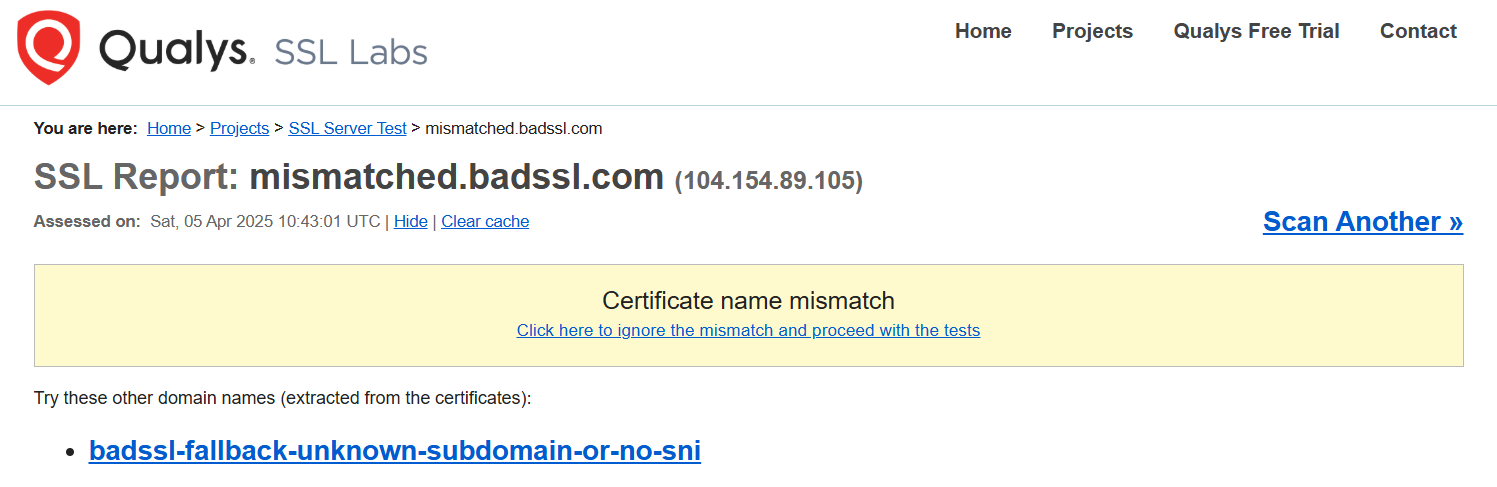 Qualys. SSL Labs
Home Projects Qualys Free Trial Contact
You are here: Home > Projects > SSL Server Test > mismatched.badssl.com
SSL Report: mismatched.badssl.com (104.154.89.105)
Assessed on: Sat, 05 Apr 2025 10:43:01 UTC | Hide | Clear cache
Scan Another »
Certificate name mismatch
Click here to ignore the mismatch and proceed with the tests
Try these other domain names (extracted from the certificates):
• badssl-fallback-unknown-subdomain-or-no-sni